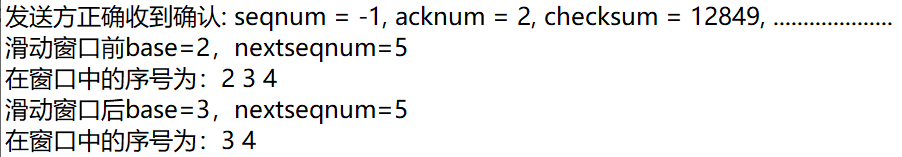 发送方正确收到确认: seqnum = -1, acknum = 2, checksum = 12849, ....................
滑动窗口前base=2，nextseqnum=5
在窗口中的序号为：2 3 4
滑动窗口后base=3，nextseqnum=5
在窗口中的序号为：3 4